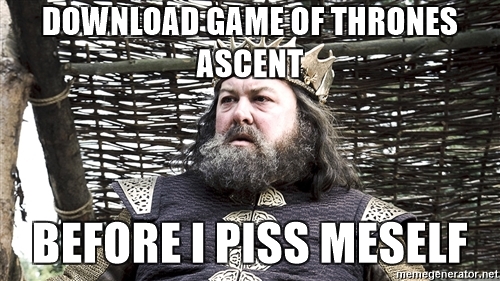 DOWNLOAD GAME OF THRONES
ASCENT
BEFORE I PISS MESELF
memegenerator.net